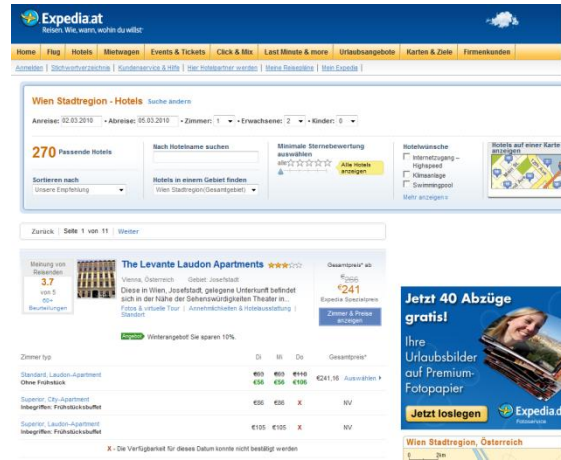 Expedia.at
Reisen. Wie, wann, wohin du willst
Home Flug Hotels Mietwagen Events & Tickets Click & Mix Last Minute & more Urlaubsangebote Karten & Ziele Firmenkunden
Anmelden | Stichwortverzeichnis | Kundenservice & Hilfe | Hier Hotelpartner werden | Meine Reisepläne | Mein Expedia |
Wien Stadtregion - Hotels Suche ändern
Anreise: 02.03.2010 • Abreise: 05.03.2010 • Zimmer: 1 • Erwachsene: 2 • Kinder: 0
270 Passende Hotels
Sortieren nach
Unsere Empfehlung
Nach Hotelname suchen
Hotels in einem Gebiet finden
Wien Stadtregion(Gesamtgebiet)
Minimale Sternebewertung
auswählen
alle
Alle Hotels
anzeigen
Hotelwünsche
Internetzugang –
Highspeed
Klimaanlage
Swimmingpool
Mehr anzeigen
Hotels auf einer Karte
anzeigen
Zurück | Seite 1 von 11 | Weiter
Meinung von
Reisenden
3.7
von 5
60+
Beurteilungen
The Levante Laudon Apartments
Vienna, Österreich Gebiet: Josefstadt
Diese in Wien, Josefstadt, gelegene Unterkunft befindet
sich in der Nähe der Sehenswürdigkeiten Theater in...
Fotos & virtuelle Tour | Annehmlichkeiten & Hotelausstattung |
Standort
Gesamtpreis* ab
€241
Expedia Spezialpreis
Zimmer & Preise
anzeigen
Angebot Winterangebot Sie sparen 10%.
Zimmer typ Di Mi Do Gesamtpreis*
Standard, Laudon-Apartment €63 €63 €118
Ohne Frühstück €56 €56 €106 €241,16 Auswählen
Superior, City-Apartment €86 €86 X NV
Inbegriffen: Frühstücksbuffet
Superior, Laudon-Apartment €105 €105 X NV
Inbegriffen: Frühstücksbuffet
X - Die Verfügbarkeit für dieses Datum konnte nicht bestätigt werden
Jetzt 40 Abzüge
gratis!
Ihre
Urlaubsbilder
auf Premium-
Fotopapier
Jetzt loslegen
Expedia.d
Fotoservice
Wien Stadtregion, Österreich
0 3km